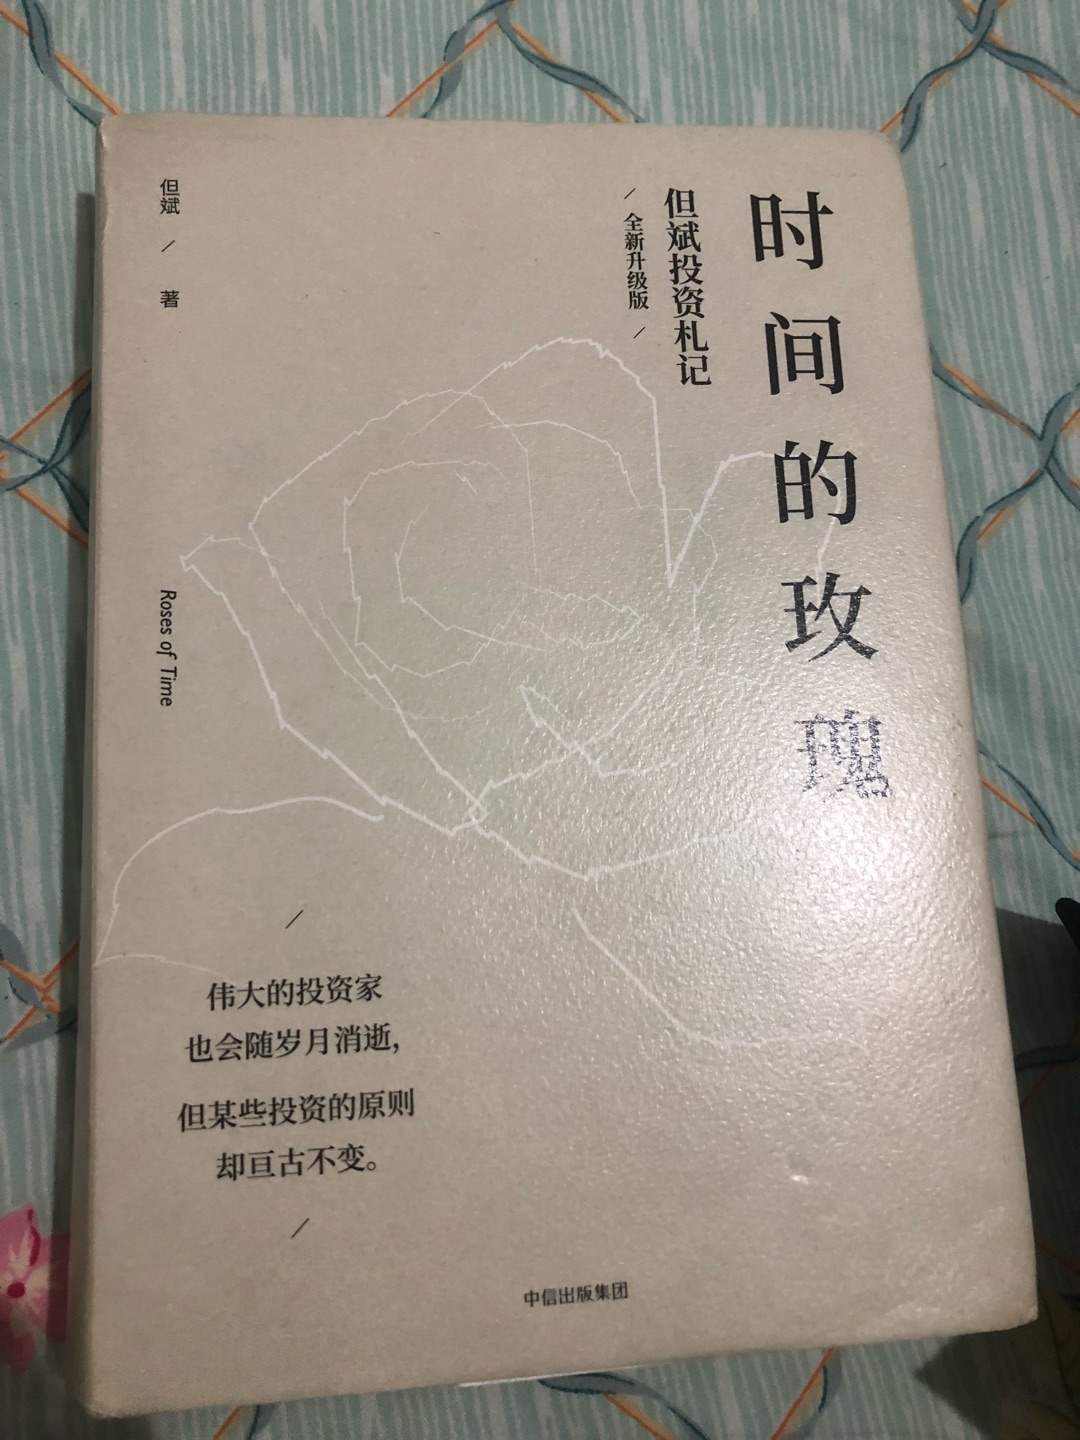 时间的玫瑰
但斌投资札记
/ 全新升级版 /
但斌 / 著
Roses of Time
/
伟大的投资家
也会随岁月消逝,
但某些投资的原则
却亘古不变。
/
中信出版集团